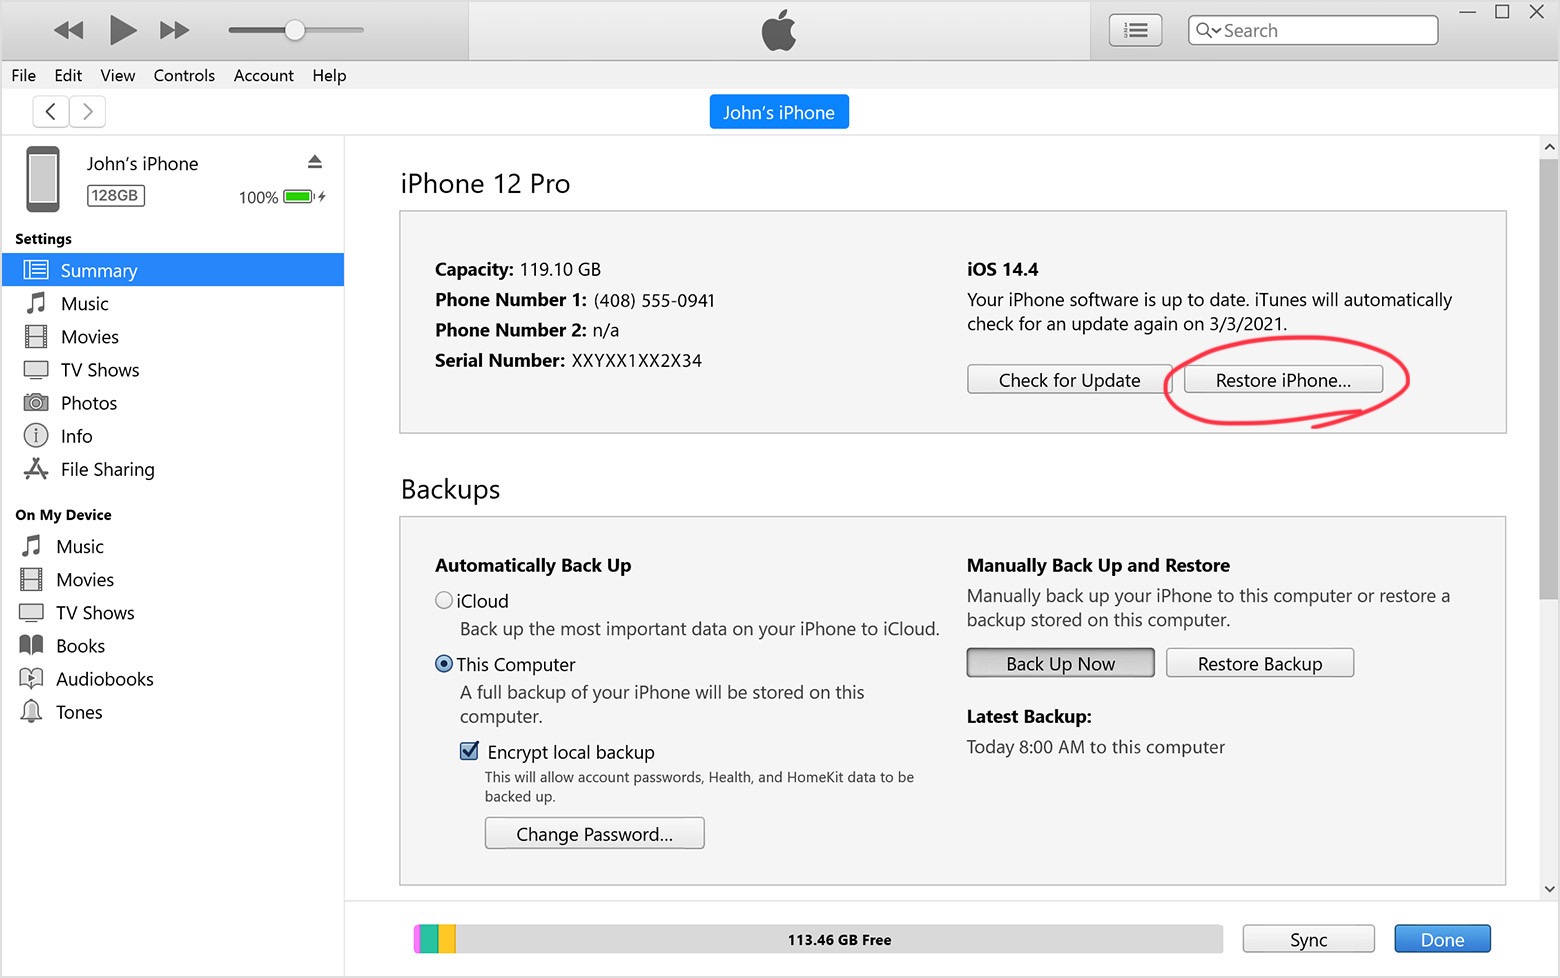 Search
File Edit View Controls Account Help
John’s iPhone
John’s iPhone
128GB
100%
Settings
Summary
Music
Movies
TV Shows
Photos
Info
File Sharing
On My Device
Music
Movies
TV Shows
Books
Audiobooks
Tones
iPhone 12 Pro
Capacity: 119.10 GB
Phone Number 1: (408) 555-0941
Phone Number 2: n/a
Serial Number: XXYXX1XX2X34
iOS 14.4
Your iPhone software is up to date. iTunes will automatically
check for an update again on 3/3/2021.
Check for Update
Restore iPhone...
Backups
Automatically Back Up
iCloud
Back up the most important data on your iPhone to iCloud.
This Computer
A full backup of your iPhone will be stored on this
computer.
Encrypt local backup
This will allow account passwords, Health, and HomeKit data to be
backed up.
Change Password...
Manually Back Up and Restore
Manually back up your iPhone to this computer or restore a
backup stored on this computer.
Back Up Now
Restore Backup
Latest Backup:
Today 8:00 AM to this computer
113.46 GB Free
Sync
Done